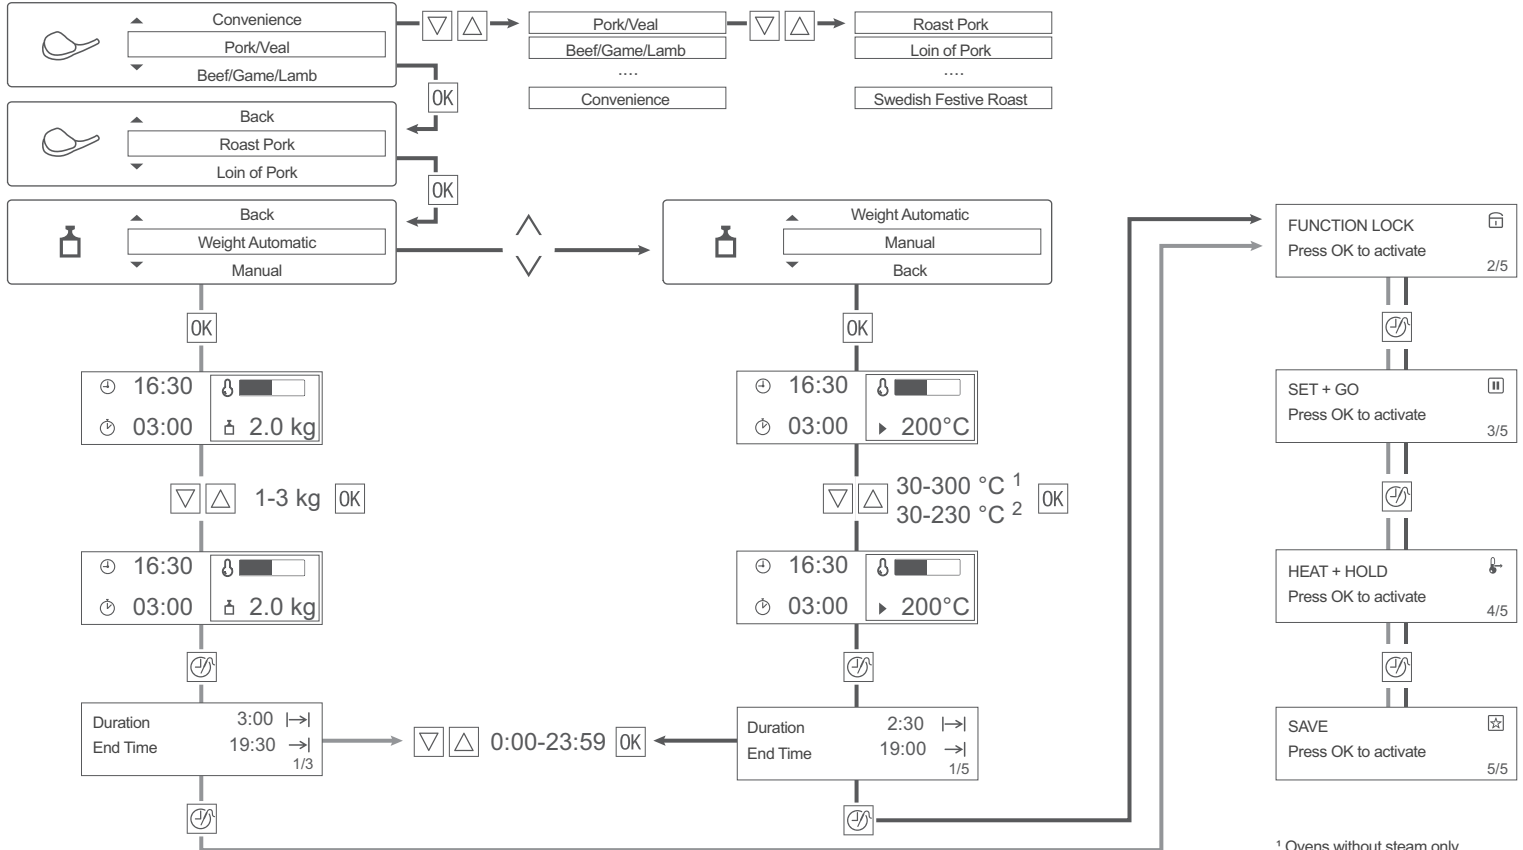 Convenience
Pork/Veal
Beef/Game/Lamb
OK
Pork/Veal
Beef/Game/Lamb
....
Convenience
Roast Pork
Loin of Pork
....
Swedish Festive Roast
Back
Roast Pork
Loin of Pork
OK
Back
Weight Automatic
Manual
Weight Automatic
Manual
Back
OK
16:30
03:00 2.0 kg
1-3 kg OK
16:30
03:00 2.0 kg
Duration 3:00
End Time 19:30
1/3
0:00-23:59 OK
OK
16:30
03:00 200°C
30-300 °C 1
30-230 °C 2
OK
16:30
03:00 200°C
Duration 2:30
End Time 19:00
1/5
FUNCTION LOCK
Press OK to activate
2/5
SET + GO
Press OK to activate
3/5
HEAT + HOLD
Press OK to activate
4/5
SAVE
Press OK to activate
5/5
1 Ovens without steam only